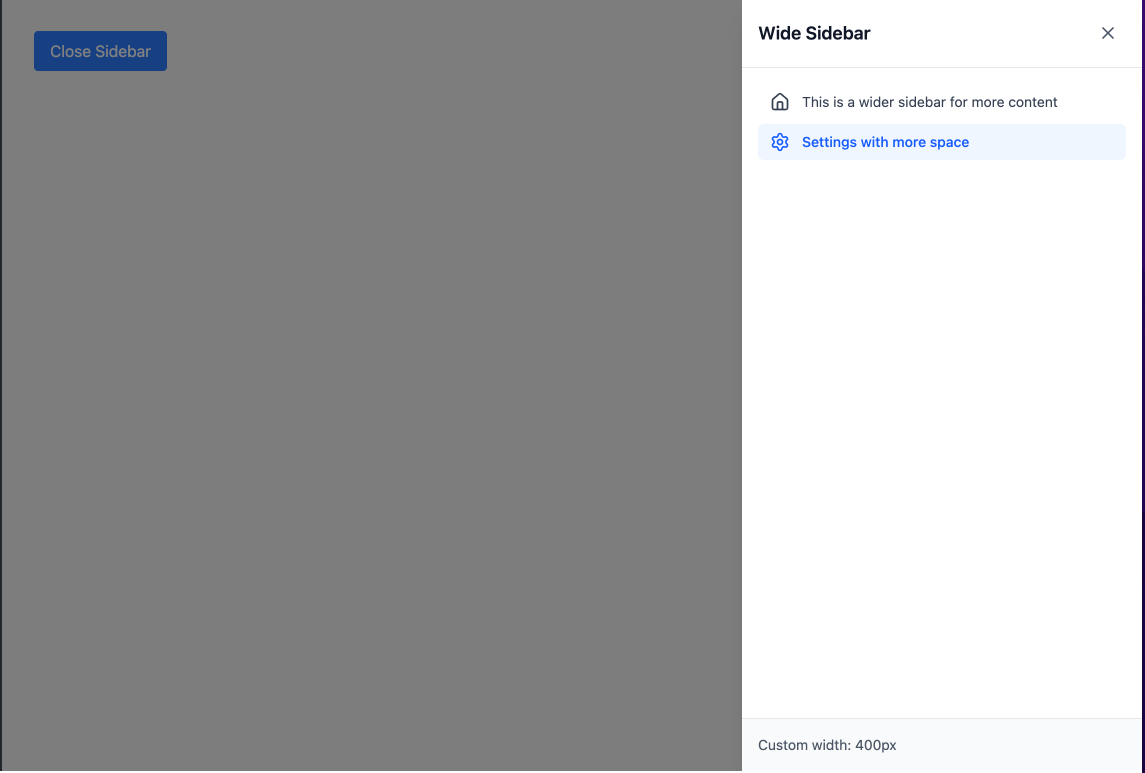 Close Sidebar
Wide Sidebar
This is a wider sidebar for more content
Settings with more space
Custom width: 400px